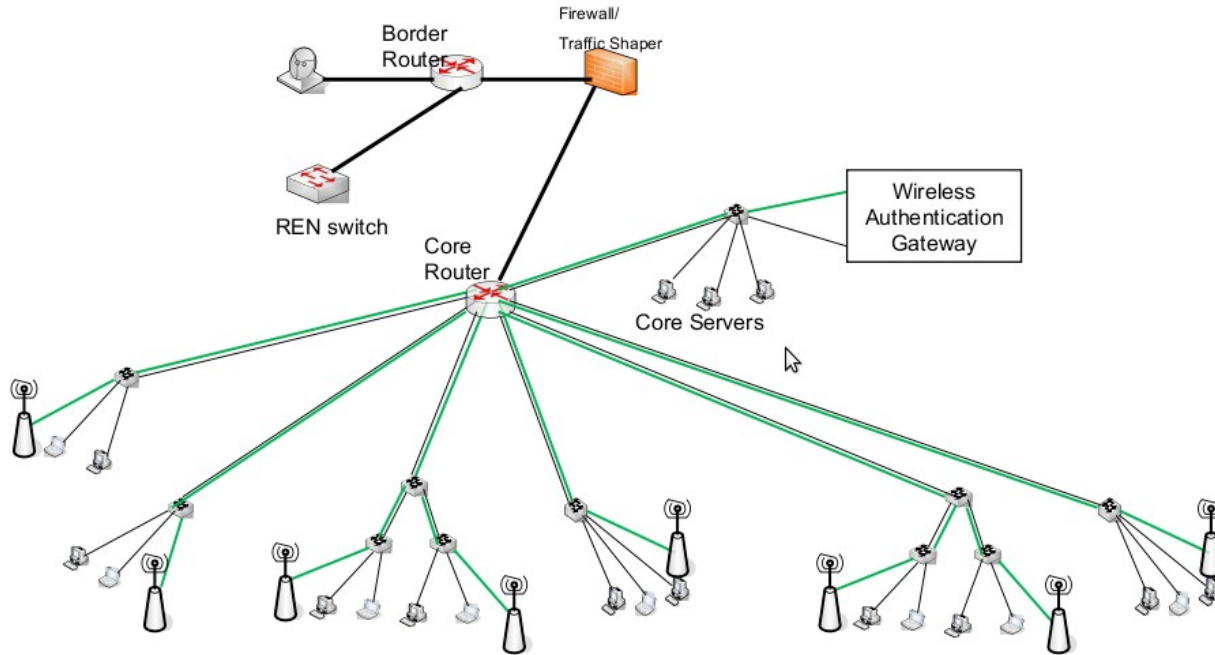 Firewall/
Traffic Shaper
Border
Router
REN switch
Wireless
Authentication
Gateway
Core
Router
Core Servers